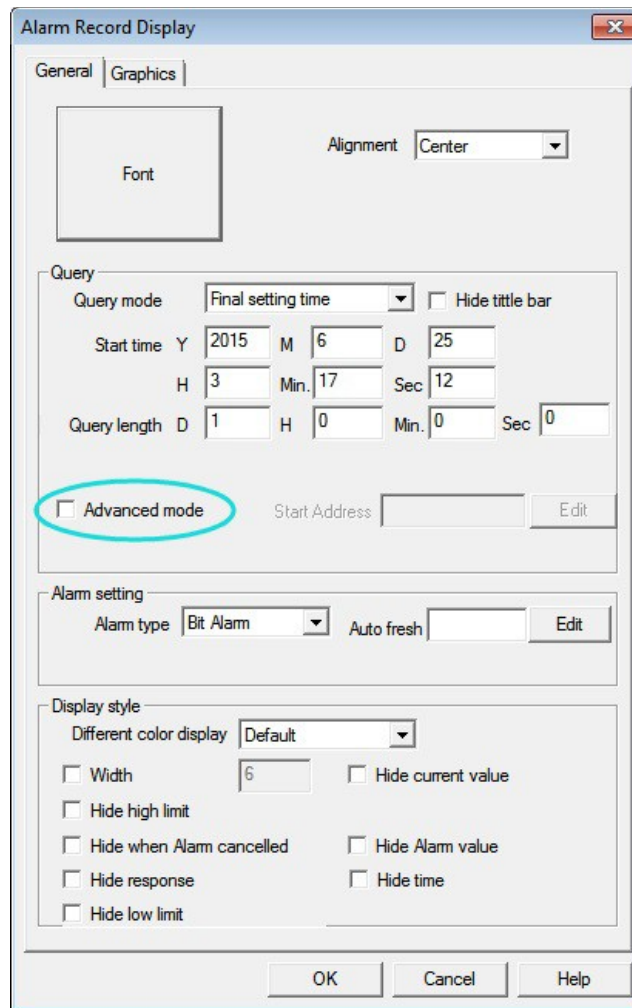 Alarm Record Display
General Graphics
Font
Alignment Center
Query
Query mode Final setting time Hide tittle bar
Start time Y 2015 M 6 D 25
H 3 Min. 17 Sec 12
Query length D 1 H 0 Min. 0 Sec 0
Advanced mode Start Address Edit
Alarm setting
Alarm type Bit Alarm Auto fresh Edit
Display style
Different color display Default
Width 6 Hide current value
Hide high limit
Hide when Alarm cancelled Hide Alarm value
Hide response Hide time
Hide low limit
OK Cancel Help